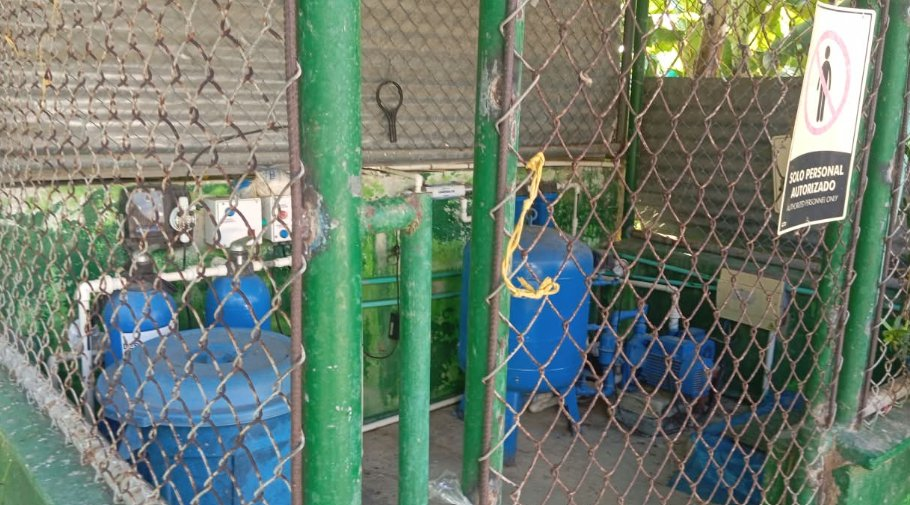 SOLO PERSONAL
AUTORIZADO
AUTHORIZED PERSONNEL ONLY